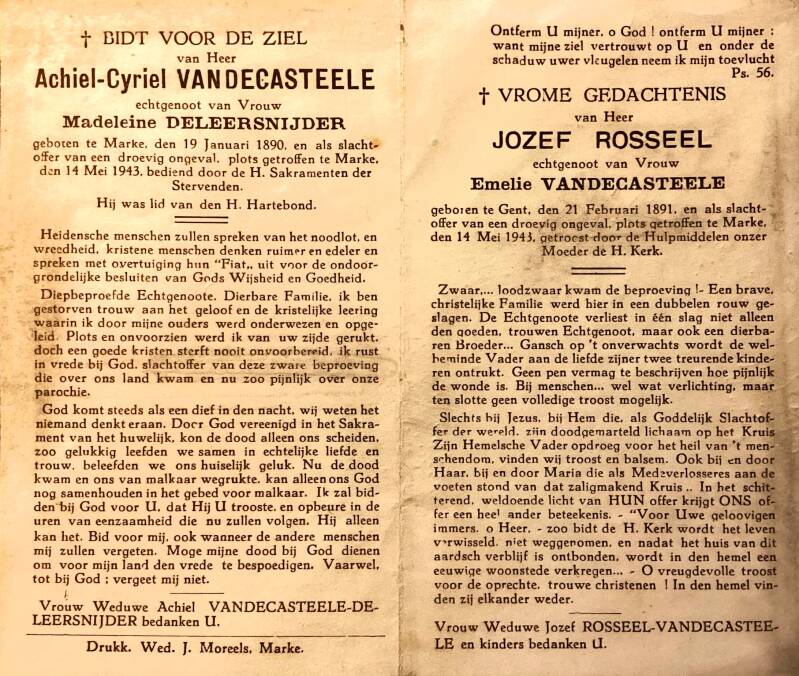 † BIDT VOOR DE ZIEL
van Heer
Achiel-Cyriel VANDECASTEELE
echtgenoot van Vrouw
Madeleine DELEERSNIJDER
geboren te Marke, den 19 Januari 1890, en als slacht-
offer van een droevig ongeval, plots getroffen te Marke,
den 14 Mei 1943, bediend door de H. Sakramenten der
Stervenden.
Hij was lid van den H. Hartebond.
Heidensche menschen zullen spreken van het noodlot, en
wreedheid, kristene menschen denken ruimer en edeler en
spreken met overtuiging hun "Fiat,, uit voor de ondoor-
grondelijke besluiten van Gods Wijsheid en Goedheid.
Diepbeproefde Echtgenoote, Dierbare Familie, ik ben
gestorven trouw aan het geloof en de kristelijke leering
waarin ik door mijne ouders werd onderwezen en opge-
leid. Plots en onvoorzien werd ik van uw zijde gerukt,
doch een goede kristen sterft nooit onvoorbereid, ik rust
in vrede bij God, slachtoffer van deze zware beproeving
die over ons land kwam en nu zoo pijnlijk over onze
parochie.
God komt steeds als een dief in den nacht, wij weten het
niemand denkt eraan. Door God vereenigd in het Sakra-
ment van het huwelijk, kon de dood alleen ons scheiden,
zoo gelukkig leefden we samen in echtelijke liefde en
trouw, beleefden we ons huiselijk geluk. Nu de dood
kwam en ons van malkaar wegrukte, kan alleen ons God
nog samenhouden in het gebed voor malkaar. Ik zal bid-
den bij God voor U, dat Hij U trooste, en opbeure in de
uren van eenzaamheid die nu zullen volgen, Hij alleen
kan het. Bid voor mij, ook wanneer de andere menschen
mij zullen vergeten. Moge mijne dood bij God dienen
om voor mijn land den vrede te bespoedigen. Vaarwel,
tot bij God ; vergeet mij niet.
Vrouw Weduwe Achiel VANDECASTEELE-DE-
LEERSNIJDER bedanken U.
Drukk. Wed. J. Moreels, Marke.
Ontferm U mijner, o God ! ontferm U mijner ;
want mijne ziel vertrouwt op U en onder de
schaduw uwer vleugelen neem ik mijn toevlucht
Ps. 56.
† VROME GEDACHTENIS
van Heer
JOZEF ROSSEEL
echtgenoot van Vrouw
Emelie VANDECASTEELE
geboren te Gent, den 21 Februari 1891, en als slacht-
offer van een droevig ongeval, plots getroffen te Marke,
den 14 Mei 1943, getroost door de Hulpmiddelen onzer
Moeder de H. Kerk.
Zwaar,... loodzwaar kwam de beproeving !- Een brave,
christelijke Familie werd hier in een dubbelen rouw ge-
slagen. De Echtgenoote verliest in één slag niet alleen
den goeden, trouwen Echtgenoot, maar ook een dierba-
ren Broeder... Gansch op 't onverwachts wordt de wel-
beminde Vader aan de liefde zijner twee treurende kinde-
ren ontrukt. Geen pen vermag te beschrijven hoe pijnlijk
de wonde is. Bij menschen... wel wat verlichting, maar
ten slotte geen volledige troost mogelijk.
Slechts bij Jezus, bij Hem die, als Goddelijk Slachtof-
fer der wereld, zijn doodgemarteld lichaam op het Kruis
Zijn Hemelsche Vader opdroeg voor het heil van 't men-
schendom, vinden wij troost en balsem. Ook bij en door
Haar, bij en door Maria die als Medeverlosseres aan de
voeten stond van dat zaligmakend Kruis... In het schit-
terend, weldoende licht van HUN offer krijgt ONS of-
fer een heel ander beteekenis. - "Voor Uwe geloovigen
immers, o Heer, - zoo bidt de H. Kerk wordt het leven
verwisseld, niet weggenomen, en nadat het huis van dit
aardsch verblijf is ontbonden, wordt in den hemel een
eeuwige woonstede verkregen... - O vreugdevolle troost
voor de oprechte, trouwe christenen ! In den hemel vin-
den zij elkander weder.
Vrouw Weduwe Jozef ROSSEEL-VANDECASTEE-
LE en kinders bedanken U.